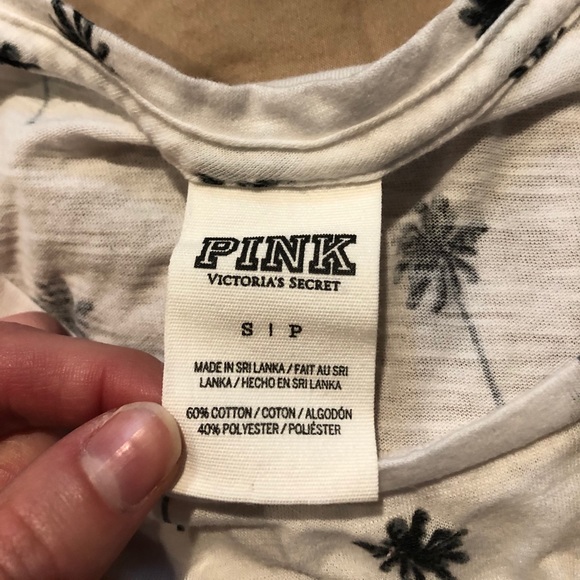 PINK
VICTORIA'S SECRET
S | P
MADE IN SRI LANKA / FAIT AU SRI
LANKA / HECHO EN SRI LANKA
60% COTTON / COTON / ALGODÓN
40% POLYESTER / POLIÉSTER